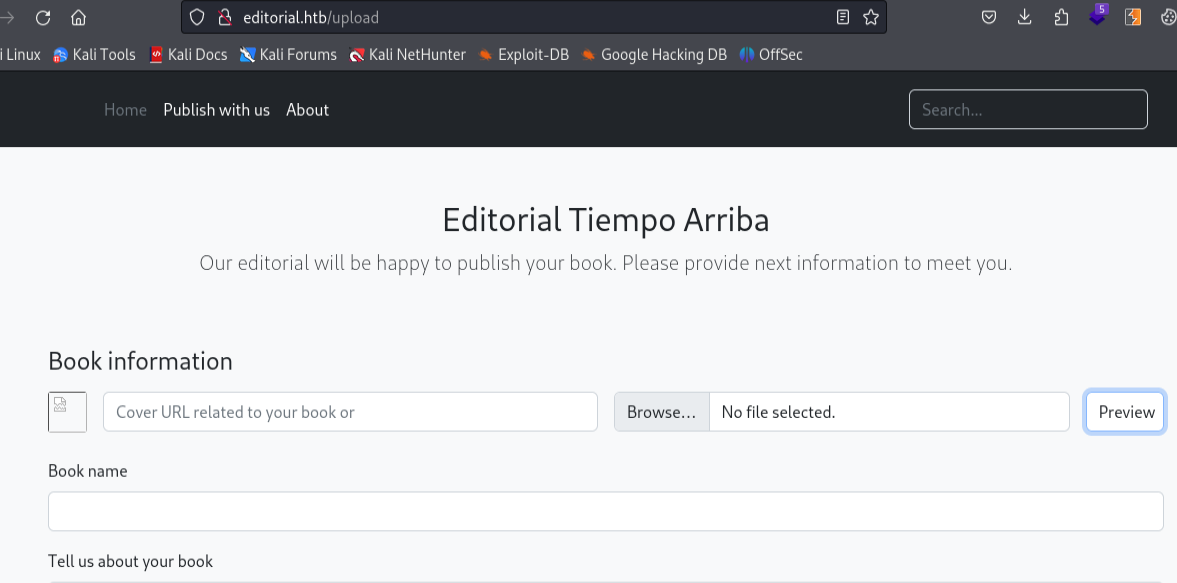 editorial.htb/upload
5
i Linux Kali Tools Kali Docs Kali Forums Kali NetHunter Exploit-DB Google Hacking DB OffSec
Home Publish with us About Search...
Editorial Tiempo Arriba
Our editorial will be happy to publish your book. Please provide next information to meet you.
Book information
Cover URL related to your book or Browse... No file selected. Preview
Book name
Tell us about your book